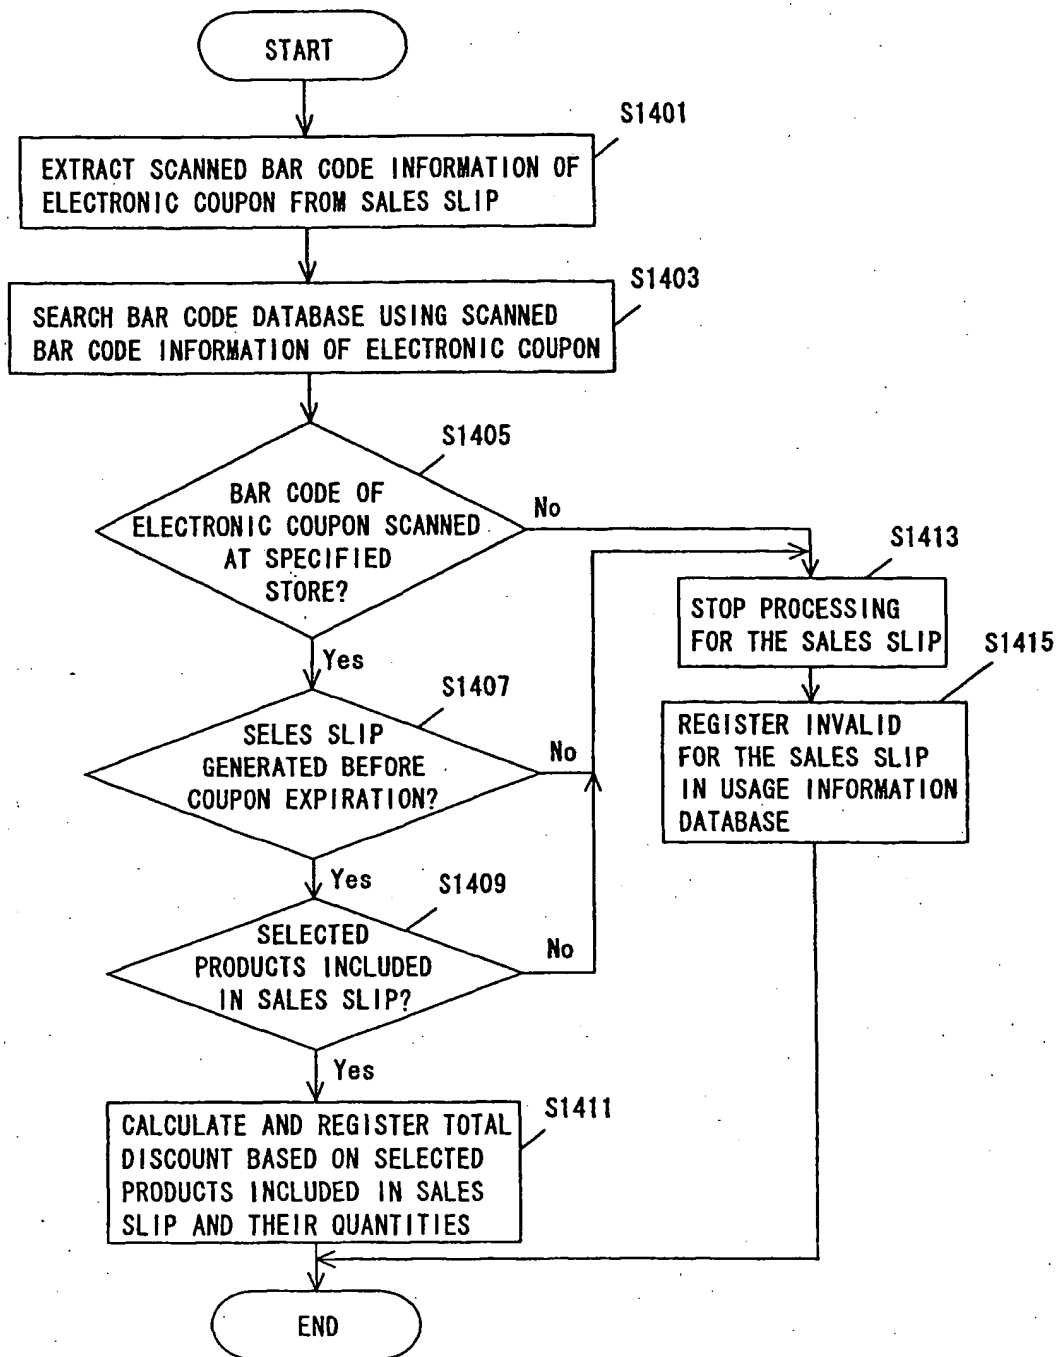 START
S1401
EXTRACT SCANNED BAR CODE INFORMATION OF
ELECTRONIC COUPON FROM SALES SLIP
S1403
SEARCH BAR CODE DATABASE USING SCANNED
BAR CODE INFORMATION OF ELECTRONIC COUPON
S1405
BAR CODE OF
ELECTRONIC COUPON SCANNED
AT SPECIFIED
STORE?
No
Yes
S1413
STOP PROCESSING
FOR THE SALES SLIP
S1415
REGISTER INVALID
FOR THE SALES SLIP
IN USAGE INFORMATION
DATABASE
S1407
SELES SLIP
GENERATED BEFORE
COUPON EXPIRATION?
No
Yes
S1409
SELECTED
PRODUCTS INCLUDED
IN SALES SLIP?
No
Yes
S1411
CALCULATE AND REGISTER TOTAL
DISCOUNT BASED ON SELECTED
PRODUCTS INCLUDED IN SALES
SLIP AND THEIR QUANTITIES
END